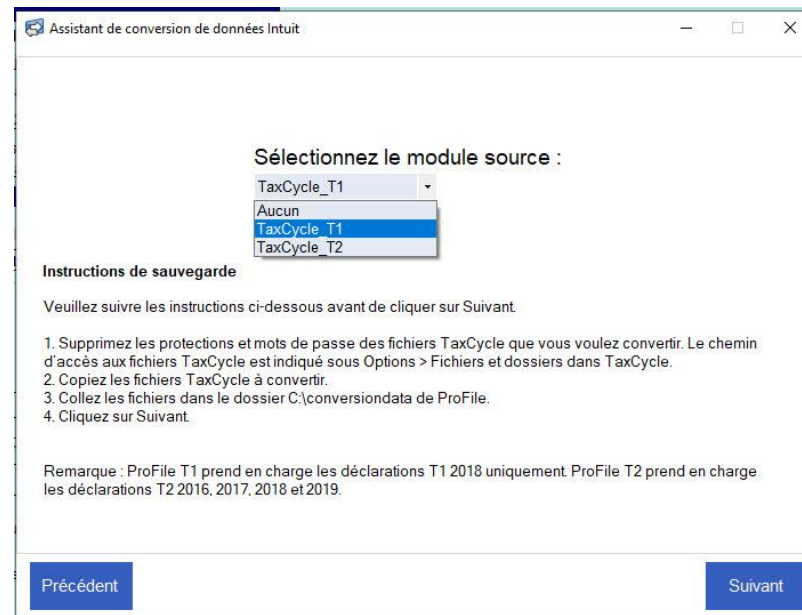 Assistant de conversion de données Intuit
Sélectionnez le module source :
TaxCycle_T1
Aucun
TaxCycle_T1
TaxCycle_T2
Instructions de sauvegarde
Veuillez suivre les instructions ci-dessous avant de cliquer sur Suivant.
1. Supprimez les protections et mots de passe des fichiers TaxCycle que vous voulez convertir. Le chemin
d'accès aux fichiers TaxCycle est indiqué sous Options > Fichiers et dossiers dans TaxCycle.
2. Copiez les fichiers TaxCycle à convertir.
3. Collez les fichiers dans le dossier C:\conversiondata de ProFile.
4. Cliquez sur Suivant.
Remarque : ProFile T1 prend en charge les déclarations T1 2018 uniquement. ProFile T2 prend en charge
les déclarations T2 2016, 2017, 2018 et 2019.
Précédent
Suivant